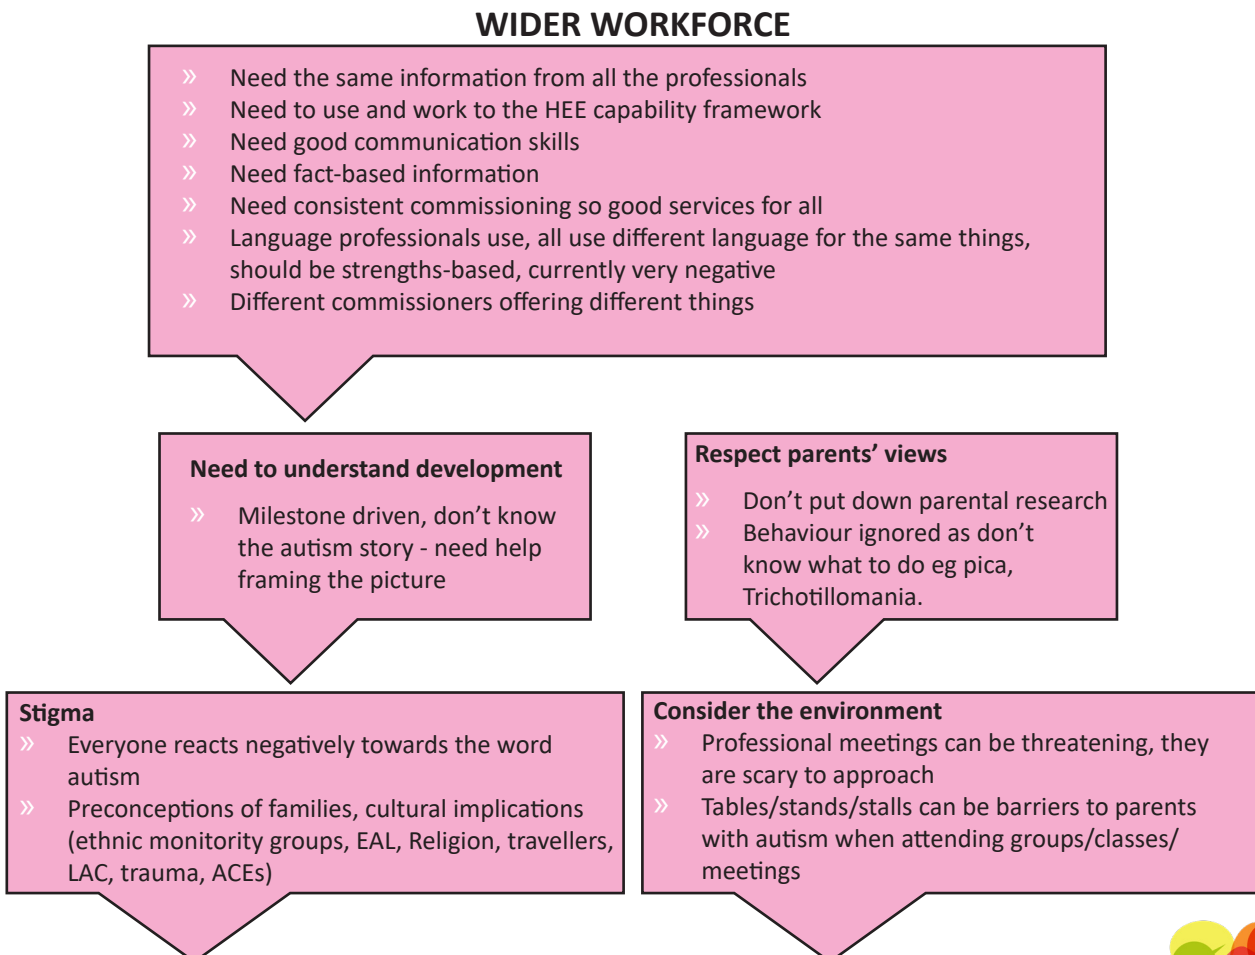 WIDER WORKFORCE
» Need the same information from all the professionals
» Need to use and work to the HEE capability framework
» Need good communication skills
» Need fact-based information
» Need consistent commissioning so good services for all
» Language professionals use, all use different language for the same things,
should be strengths-based, currently very negative
» Different commissioners offering different things
Need to understand development
» Milestone driven, don’t know
the autism story - need help
framing the picture
Respect parents’ views
» Don’t put down parental research
» Behaviour ignored as don’t
know what to do eg pica,
Trichotillomania.
Stigma
» Everyone reacts negatively towards the word
autism
» Preconceptions of families, cultural implications
(ethnic monitority groups, EAL, Religion, travellers,
LAC, trauma, ACEs)
Consider the environment
» Professional meetings can be threatening, they
are scary to approach
» Tables/stands/stalls can be barriers to parents
with autism when attending groups/classes/
meetings